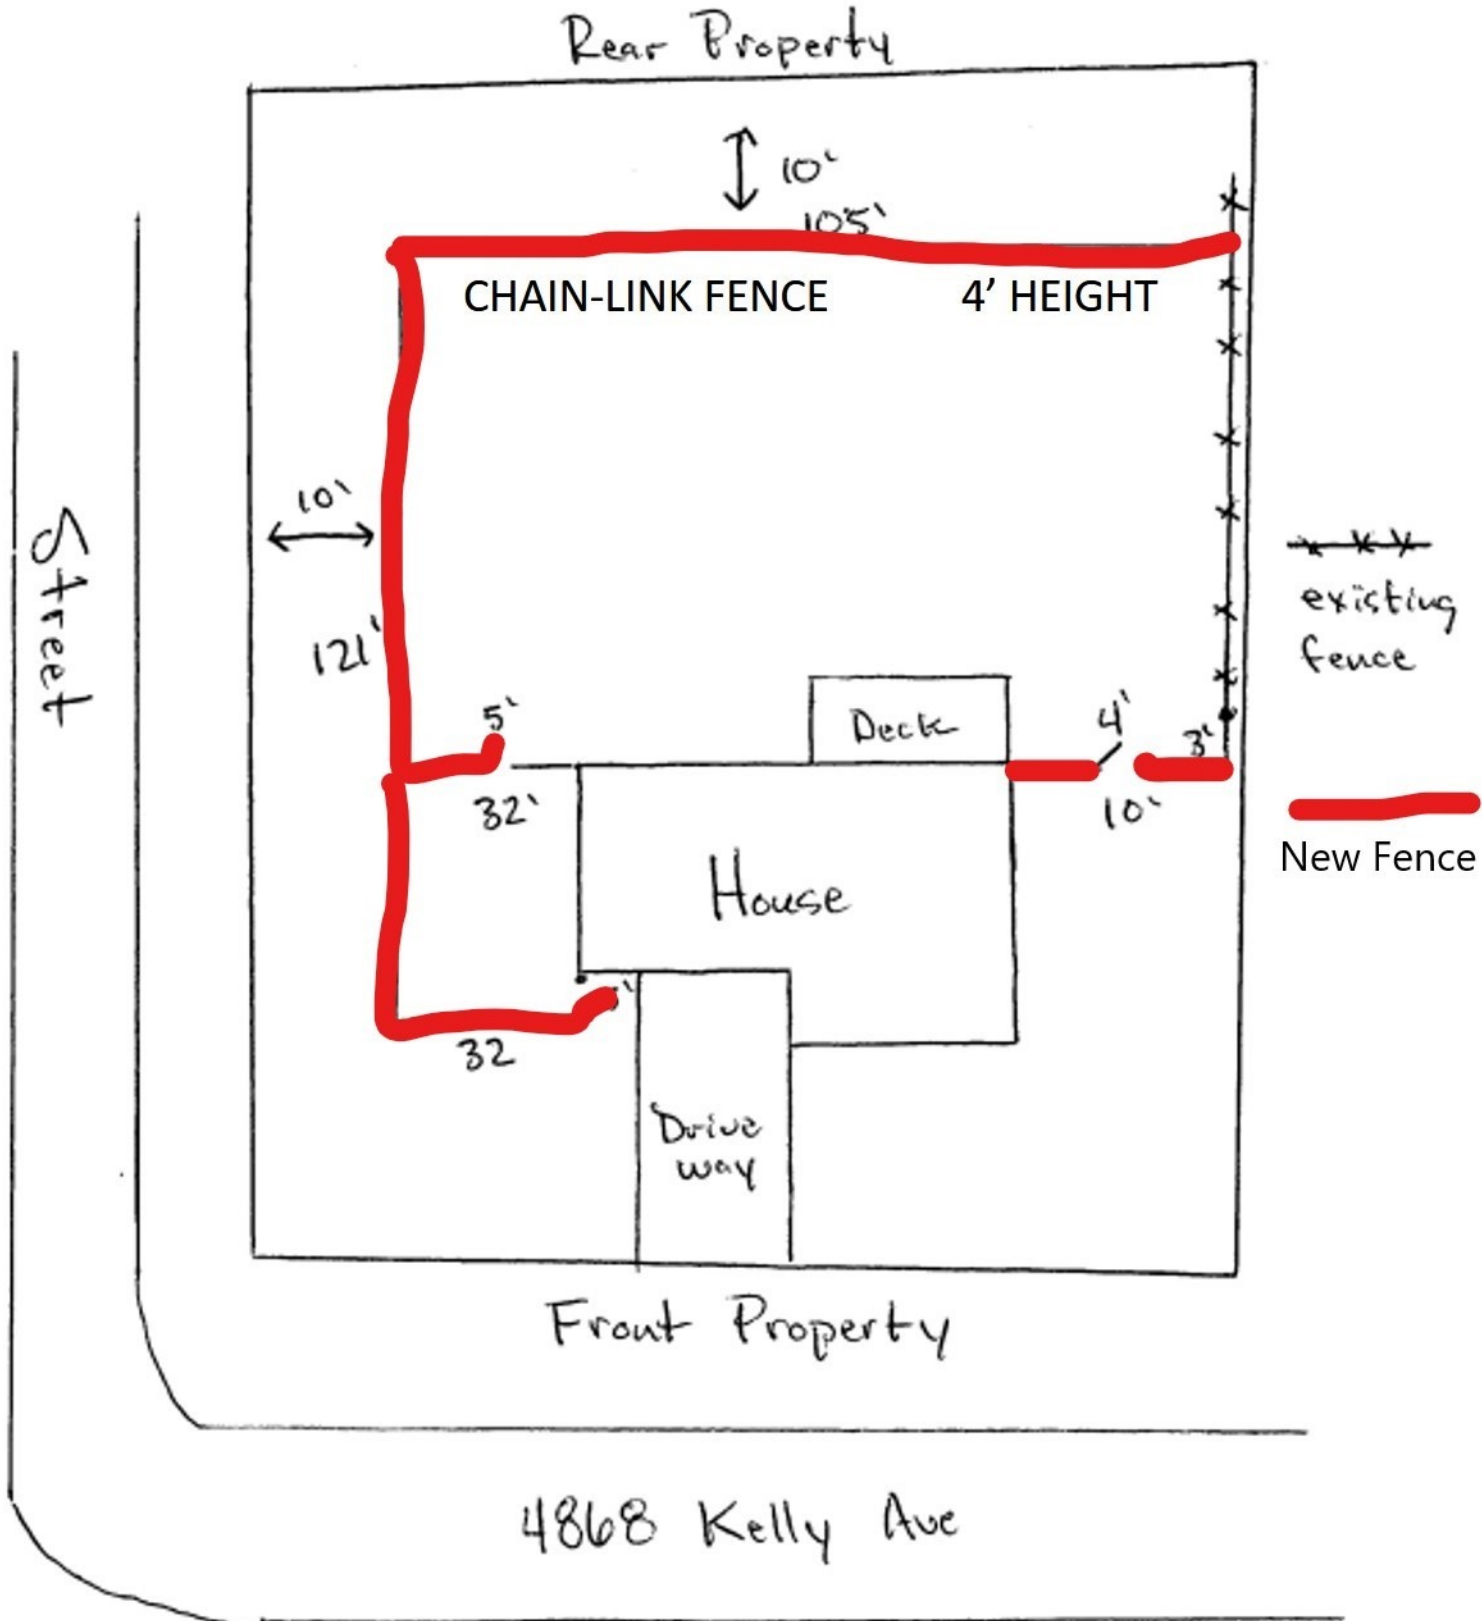 Rear Property
10'
105'
CHAIN-LINK FENCE 4' HEIGHT
10'
Street
121'
existing
fence
5'
Deck
4'
3'
32'
10'
New Fence
House
32
Drive
way
Front Property
4868 Kelly Ave